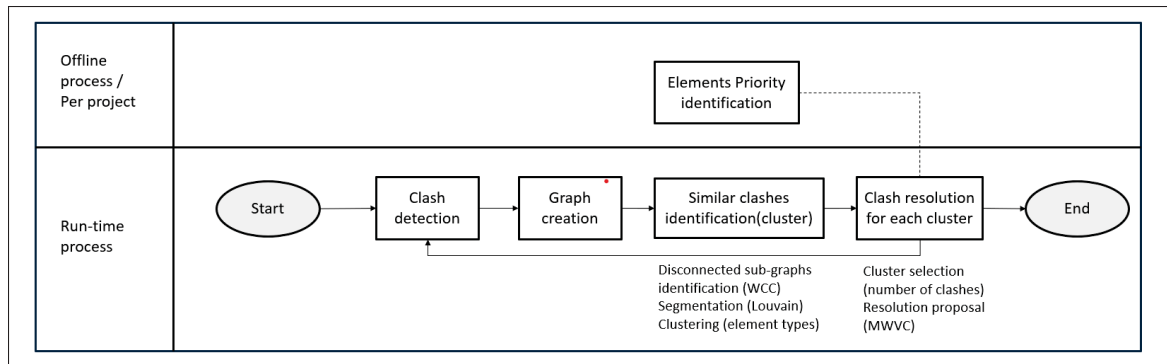 Offline
process /
Per project
Elements Priority
identification
Run-time
process
Start
Clash
detection
Graph
creation
Similar clashes
identification(cluster)
Clash resolution
for each cluster
End
Disconnected sub-graphs
identification (WCC)
Segmentation (Louvain)
Clustering (element types)
Cluster selection
(number of clashes)
Resolution proposal
(MWVC)